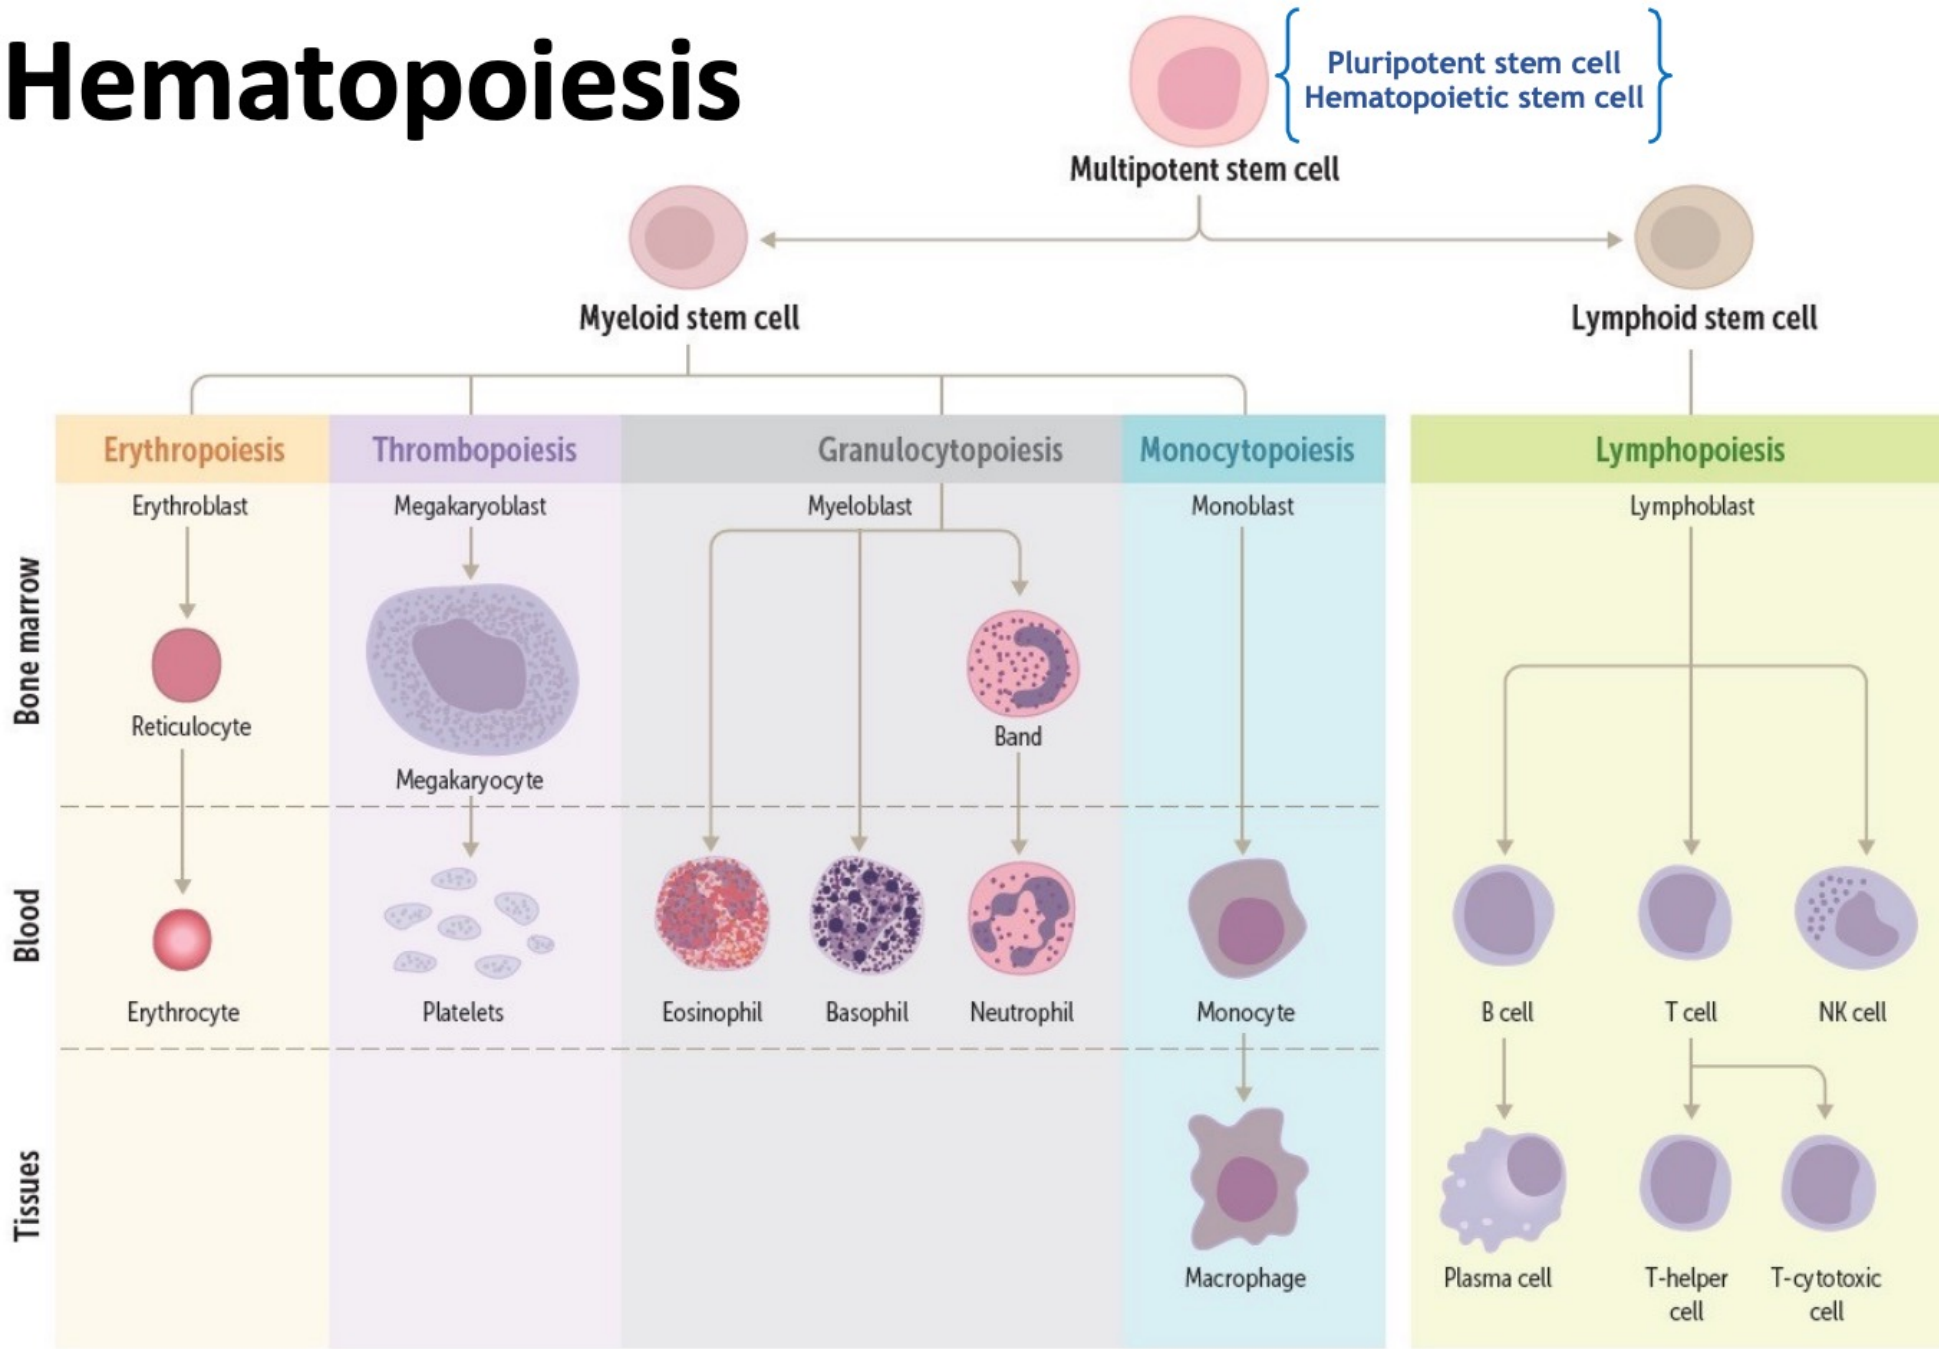 Hematopoiesis
Pluripotent stem cell
Hematopoietic stem cell
Multipotent stem cell
Myeloid stem cell
Lymphoid stem cell
Erythropoiesis
Thrombopoiesis
Granulocytopoiesis
Monocytopoiesis
Lymphopoiesis
Bone marrow
Erythroblast
Megakaryoblast
Myeloblast
Monoblast
Lymphoblast
Reticulocyte
Megakaryocyte
Band
Blood
Erythrocyte
Platelets
Eosinophil
Basophil
Neutrophil
Monocyte
B cell
T cell
NK cell
Tissues
Macrophage
Plasma cell
T-helper
cell
T-cytotoxic
cell